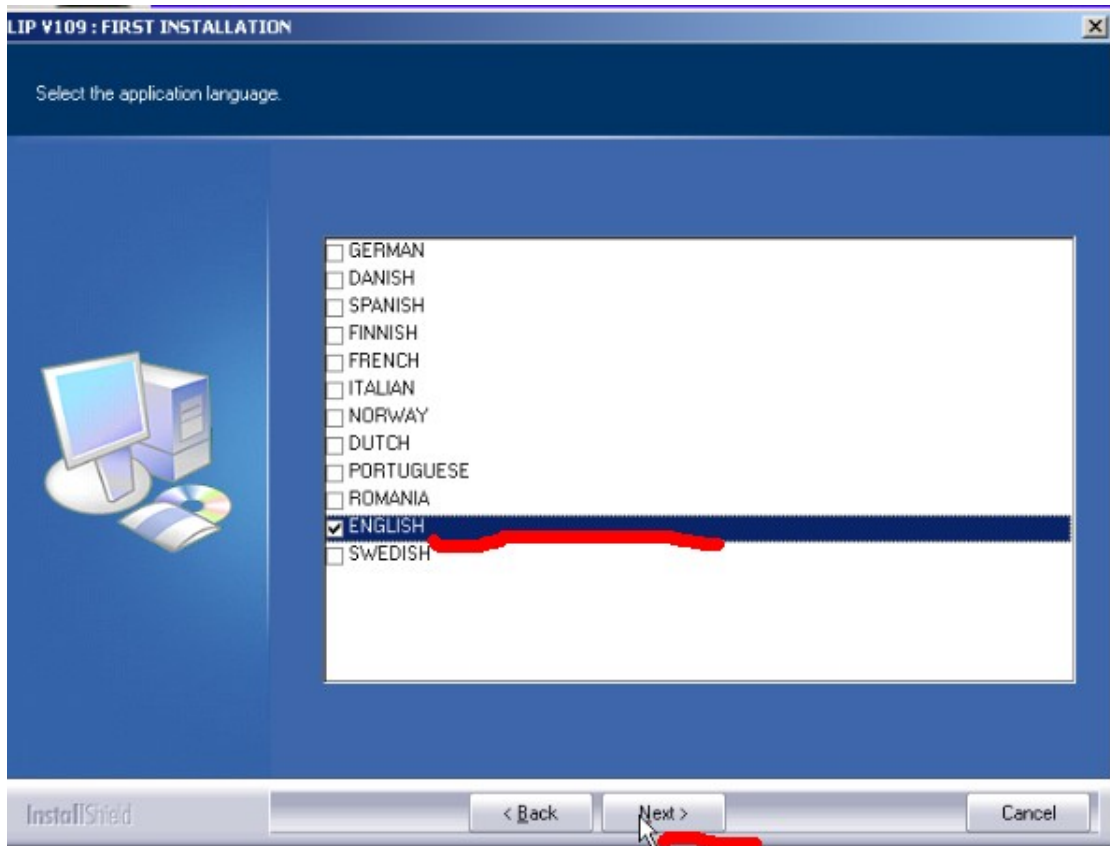 LIP V109 : FIRST INSTALLATION
Select the application language.
GERMAN
DANISH
SPANISH
FINNISH
FRENCH
ITALIAN
NORWAY
DUTCH
PORTUGUESE
ROMANIA
ENGLISH
SWEDISH
InstallShield
< Back
Next >
Cancel